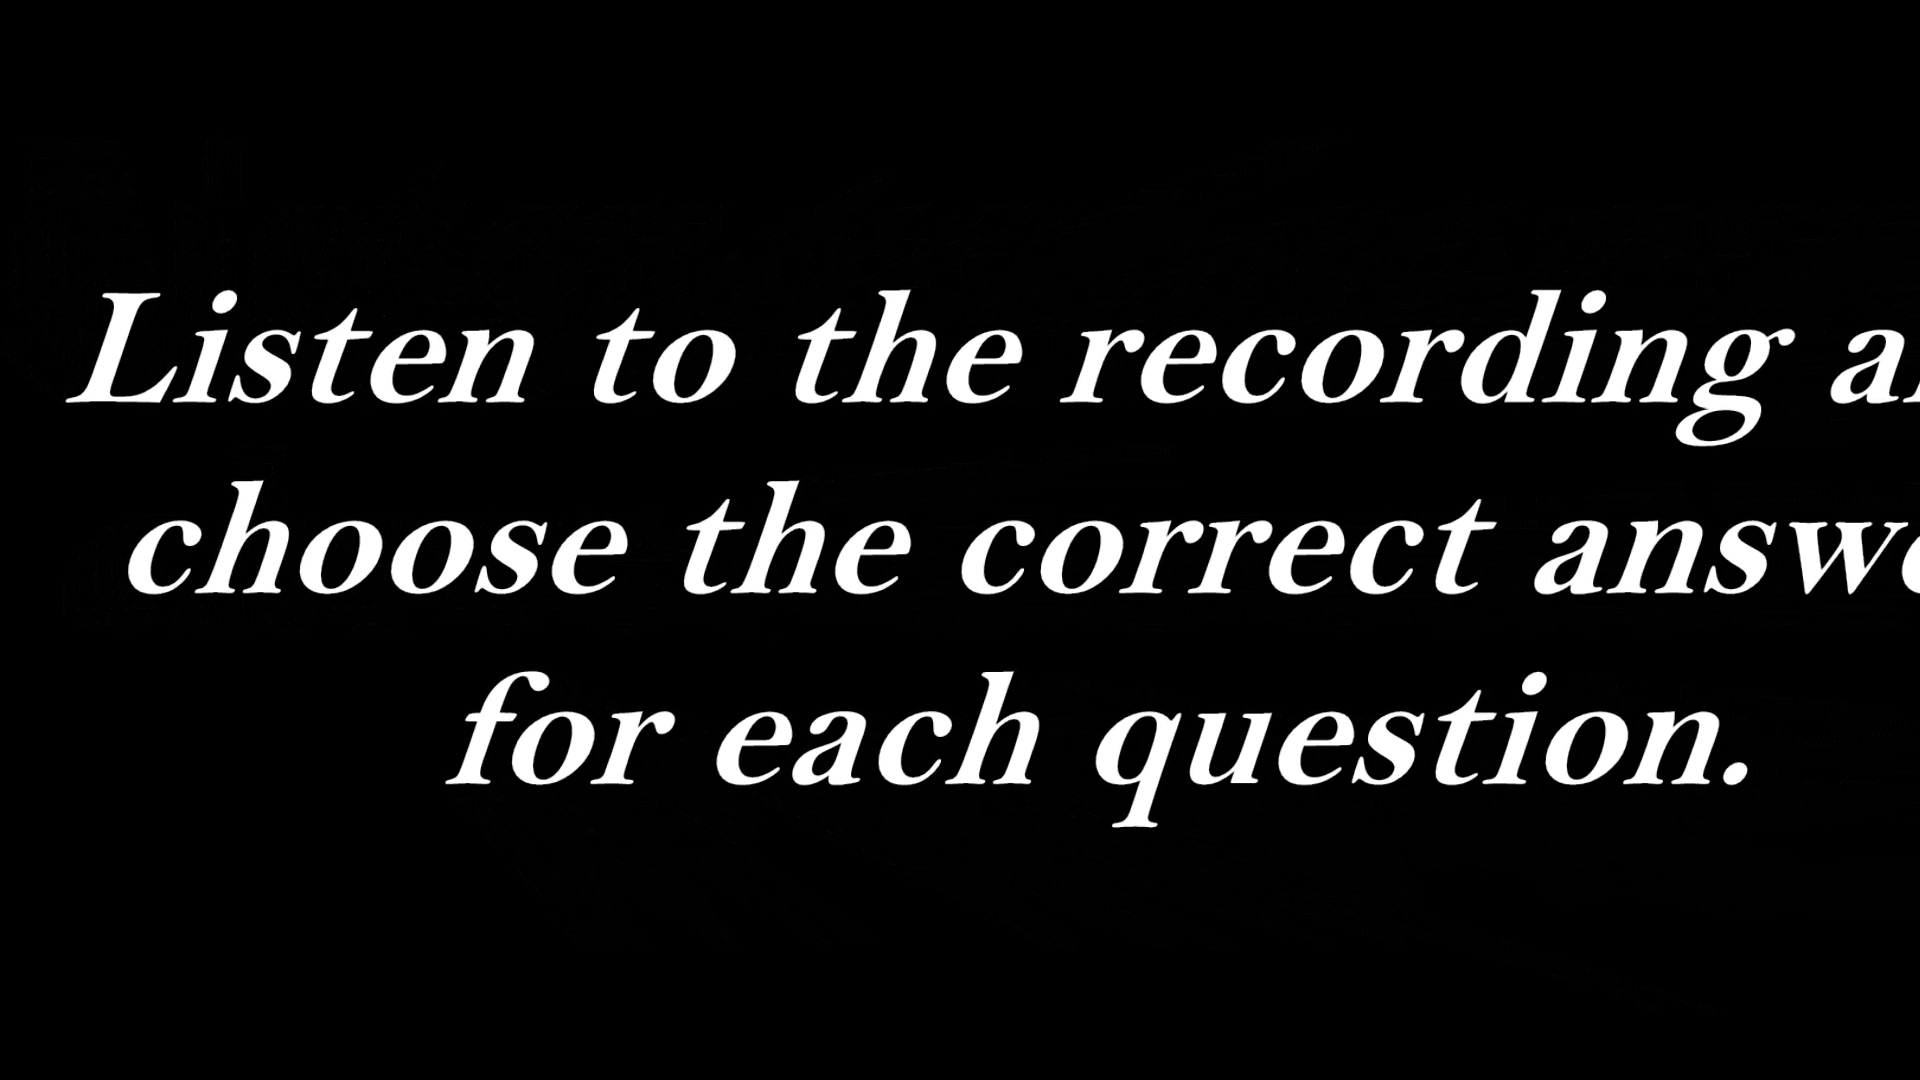 Listen to the recording
choose the correct
for each question.